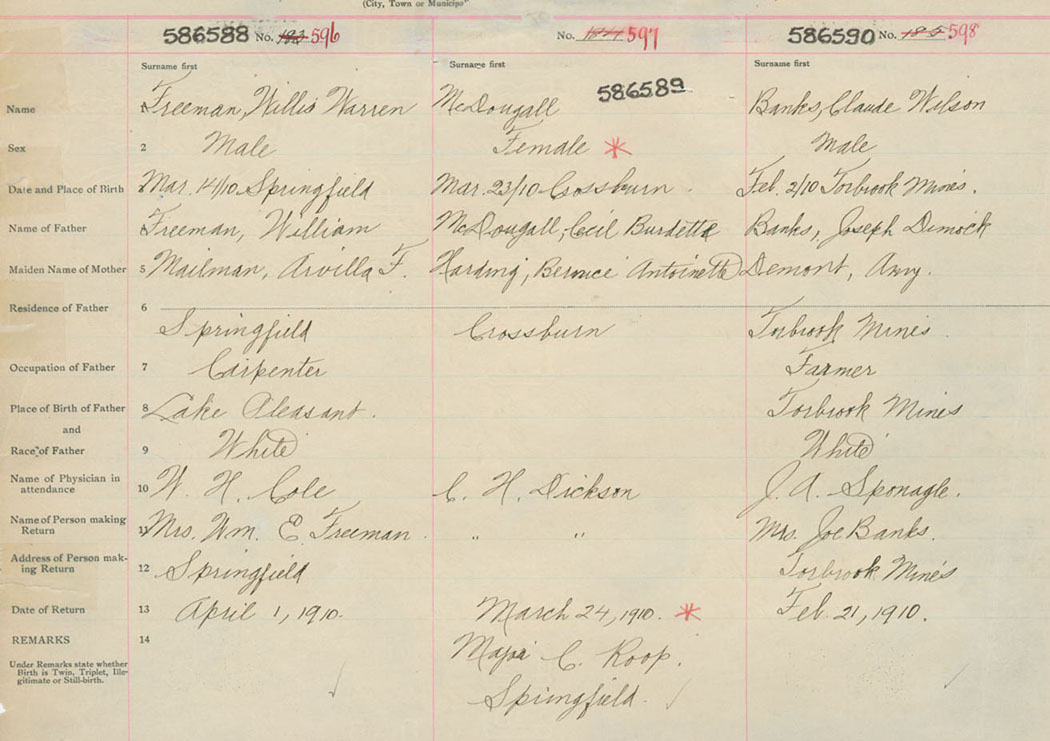 (City, Town or Municip
586588 No. 596
No. 597
586590 No. 598
Surname first Surname first Surname first
586589
Name 1 Freeman, Willis Warren McDougall Banks, Claude Wilson
Sex 2 Male Female * Male
Date and Place of Birth Mar. 14/10 Springfield Mar. 23/10 Crossburn. Feb. 2/10 Torbrook Mines.
Name of Father Freeman, William McDougall, Cecil Burdette Banks, Joseph Dimock
Maiden Name of Mother 5 Mailman, Arvilla F. Harding, Bernice Antoinette Demont, Amy.
Residence of Father 6
Springfield Crossburn Torbrook Mines
Occupation of Father 7 Carpenter Farmer
Place of Birth of Father 8 Lake Pleasant. Torbrook Mines
and
Race of Father 9 White White
Name of Physician in
attendance 10 W. H. Cole C. H. Dickson J. A. Sponagle.
Name of Person making
Return 11 Mrs. Wm. E. Freeman. " " Mrs. Joe Banks.
Address of Person mak-
ing Return 12 Springfield Torbrook Mines
Date of Return 13 April 1, 1910. March 24, 1910. * Feb. 21, 1910.
REMARKS 14
Under Remarks state whether
Birth is Twin, Triplet, Ille-
gitimate or Still-birth.
C. Roop.
Springfield.